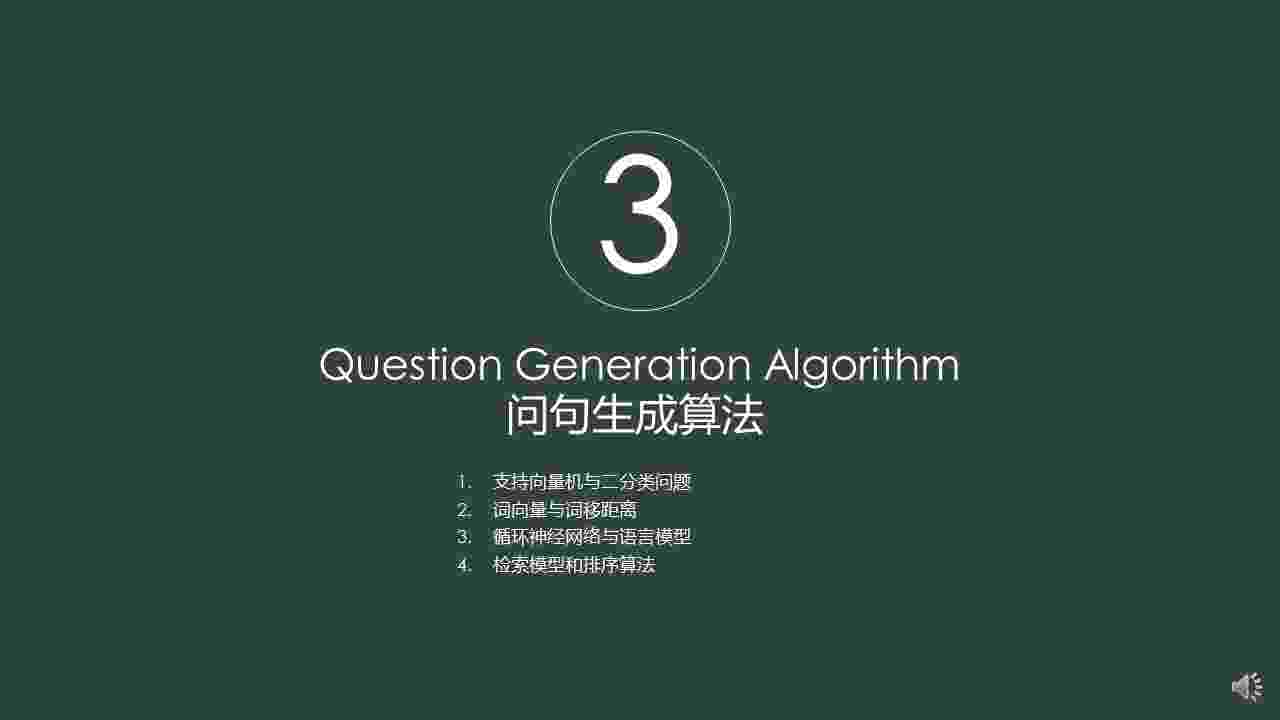 3
Question Generation Algorithm
问句生成算法
1. 支持向量机与二分类问题
2. 词向量与词移距离
3. 循环神经网络与语言模型
4. 检索模型和排序算法